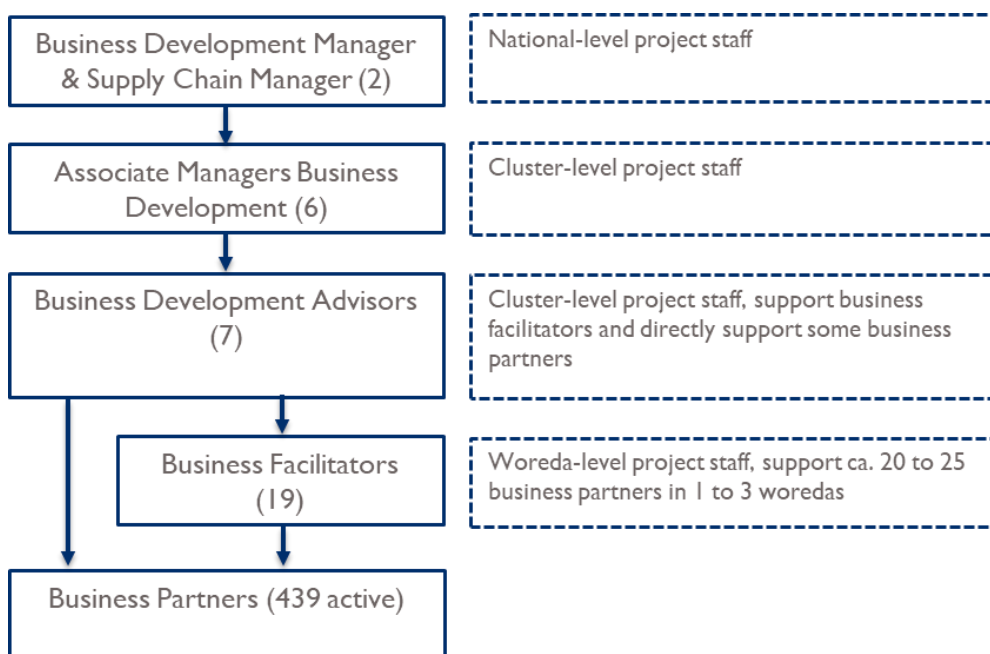 Business Development Manager
& Supply Chain Manager (2)
National-level project staff
Associate Managers Business
Development (6)
Cluster-level project staff
Business Development Advisors
(7)
Cluster-level project staff, support business
facilitators and directly support some business
partners
Business Facilitators
(19)
Woreda-level project staff, support ca. 20 to 25
business partners in 1 to 3 woredas
Business Partners (439 active)